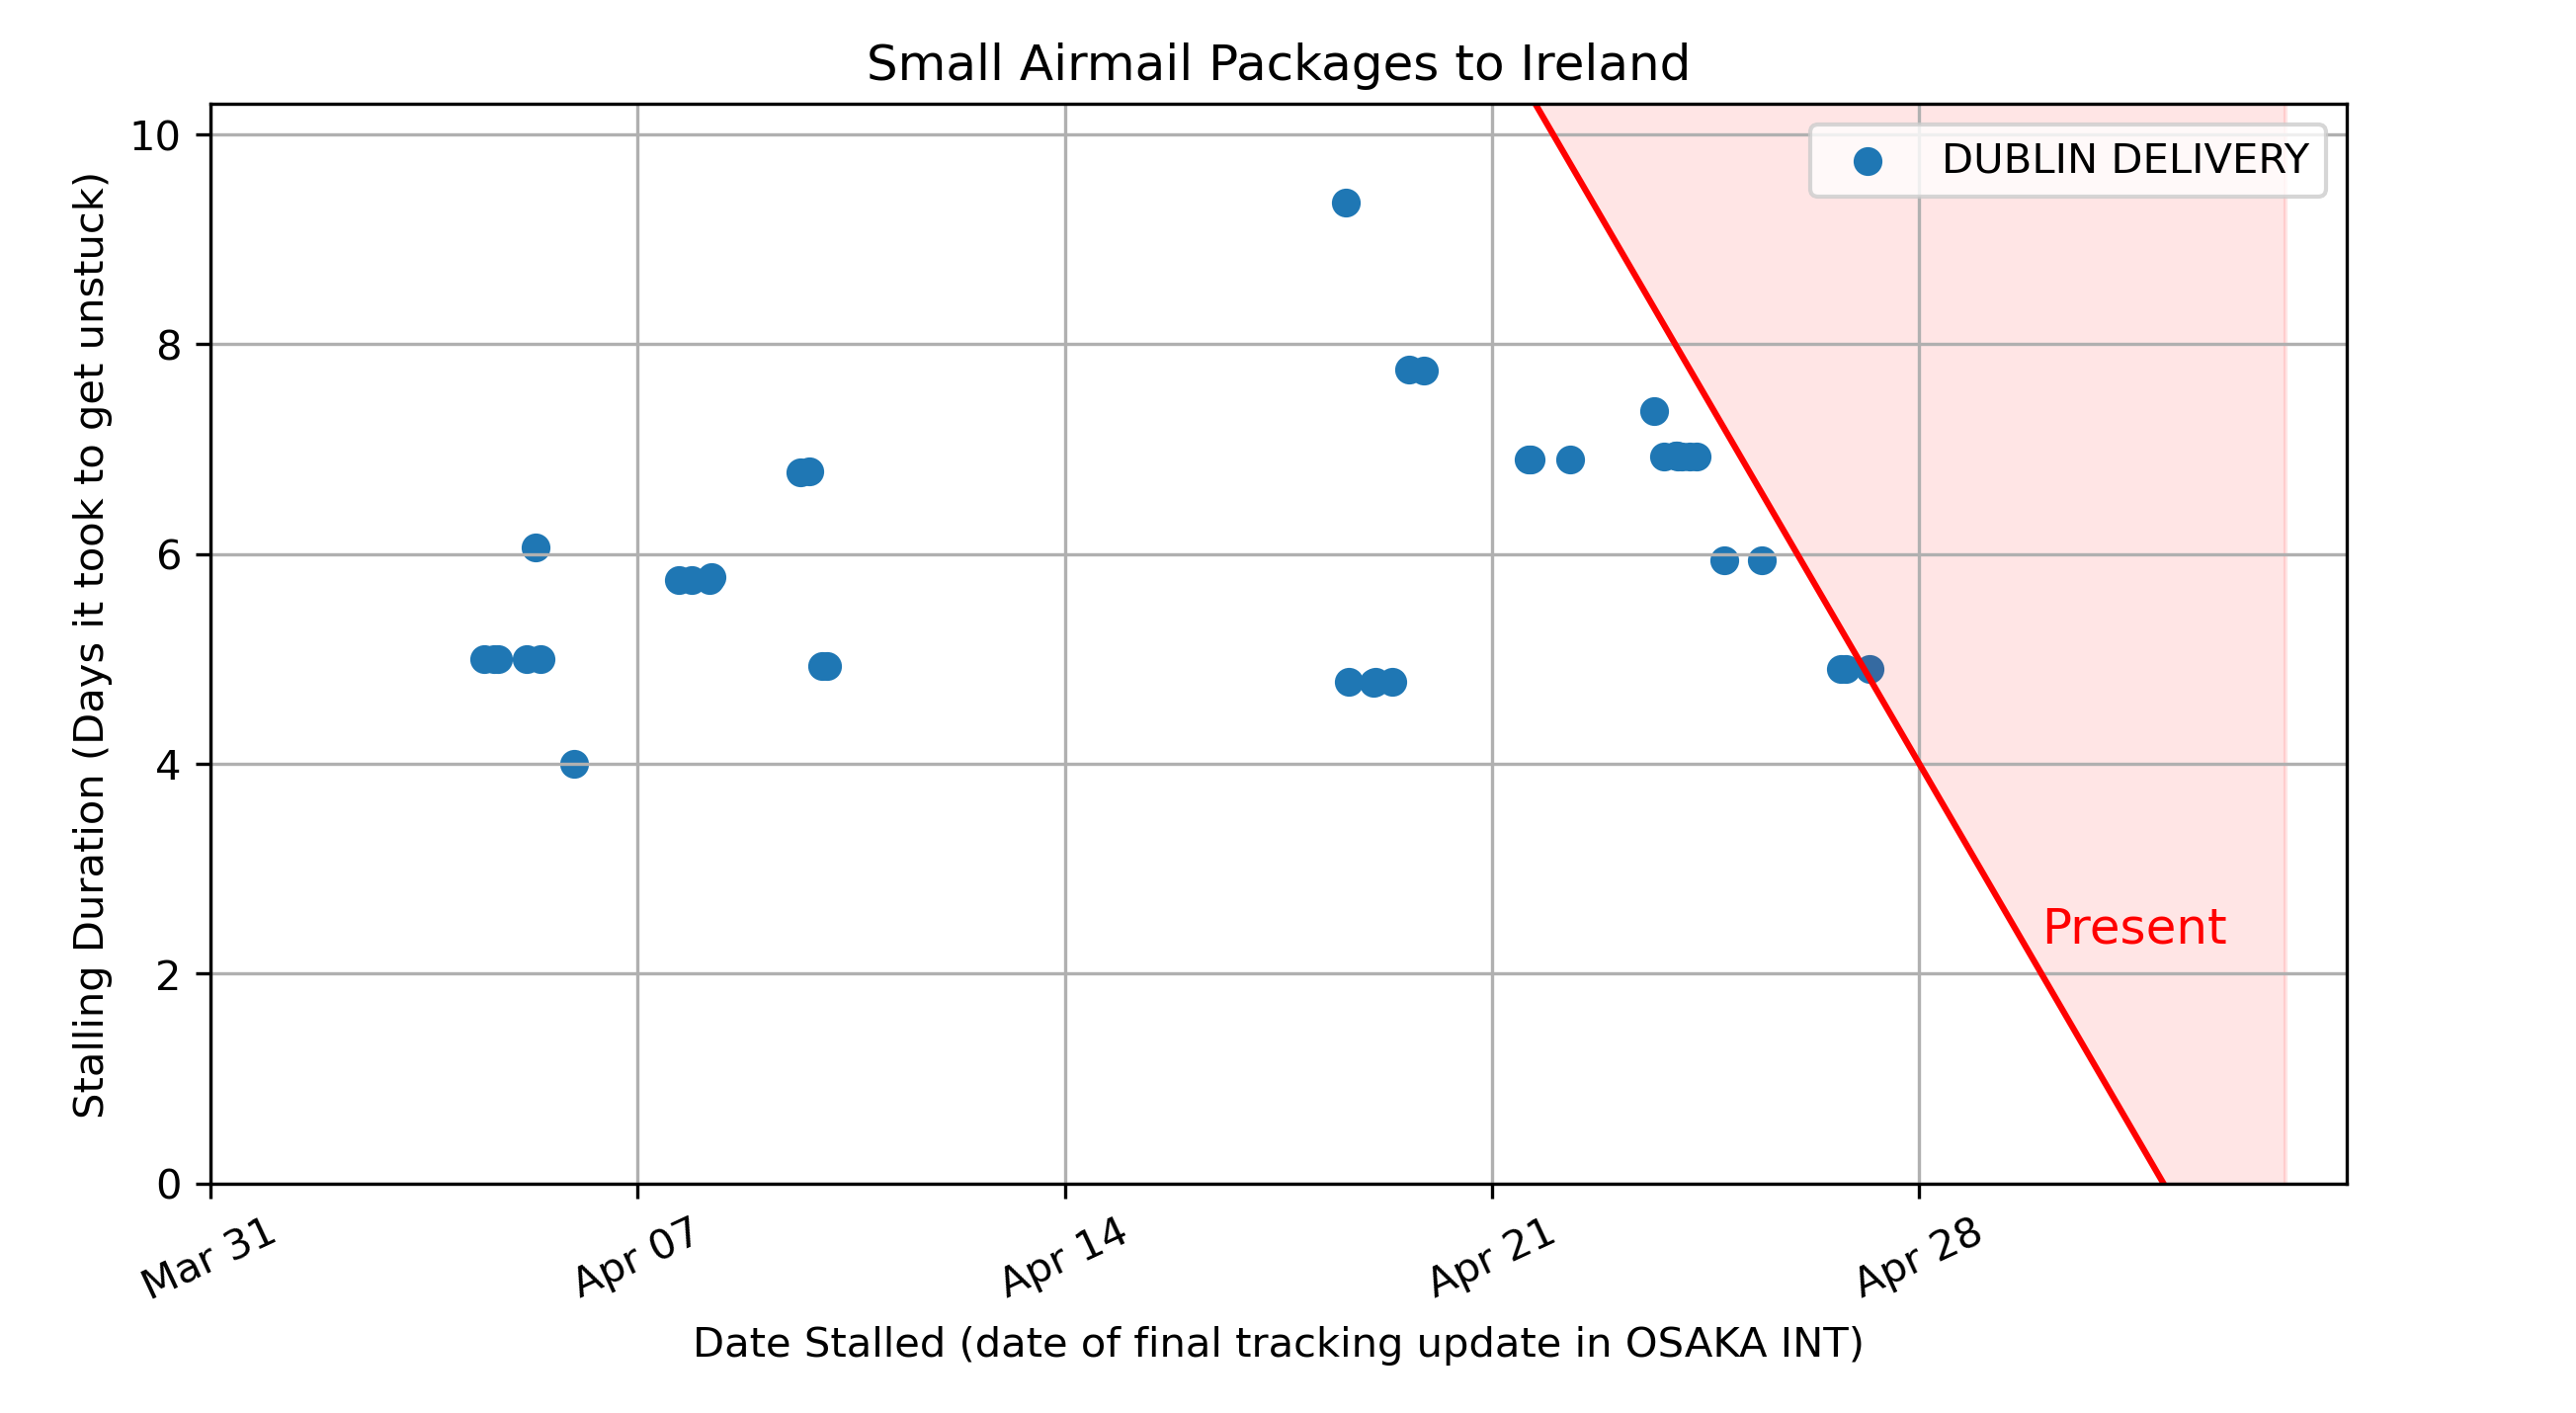 Small Airmail Packages to Ireland
Stalling Duration (Days it took to get unstuck)
10
8
6
4
2
0
DUBLIN DELIVERY
Present
Mar 31
Apr 07
Apr 14
Apr 21
Apr 28
Date Stalled (date of final tracking update in OSAKA INT)